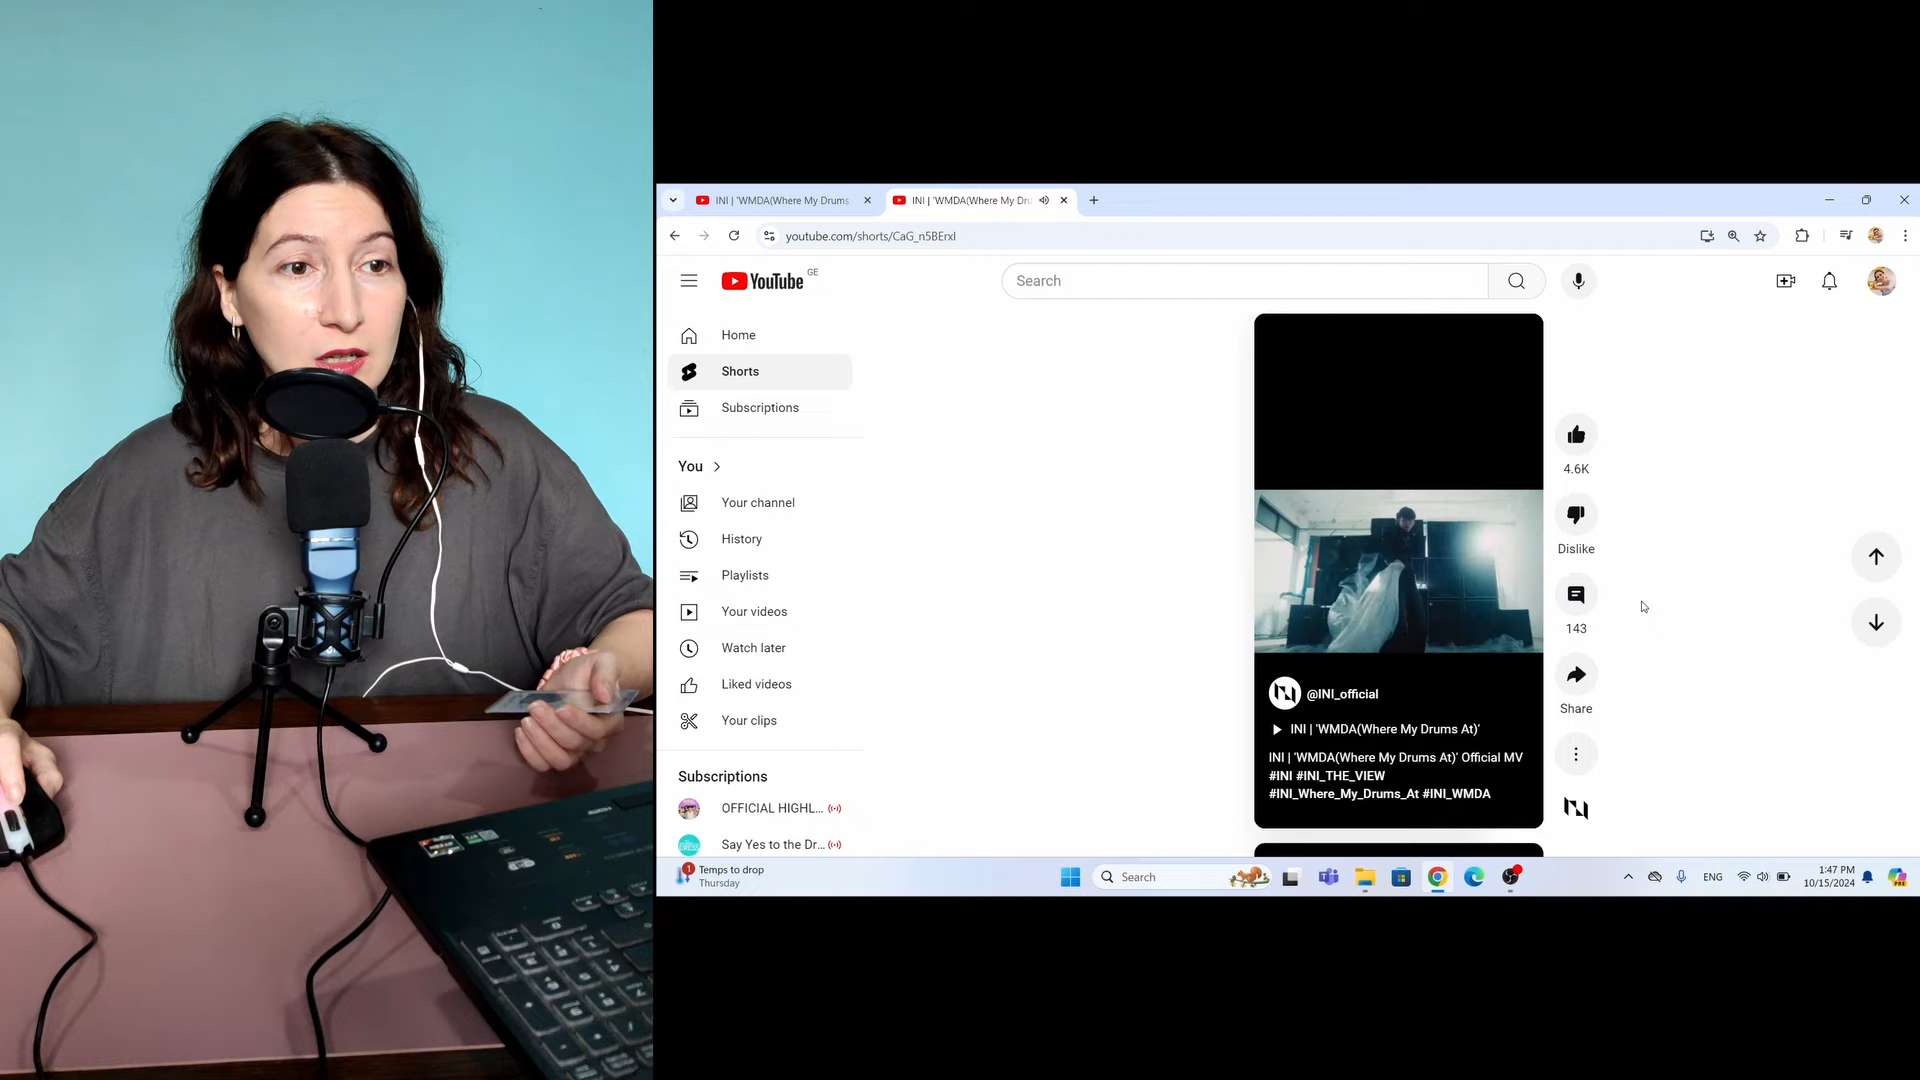 INI | 'WMDA(Where My Drums
INI | 'WMDA(Where My Dr
youtube.com/shorts/CaG_n5BErxI
YouTube GE
Search
Home
Shorts
Subscriptions
You
Your channel
History
Playlists
Your videos
Watch later
Liked videos
Your clips
Subscriptions
OFFICIAL HIGHL...
Say Yes to the Dr...
4.6K
Dislike
143
Share
@INI_official
INI | 'WMDA(Where My Drums At)'
INI | 'WMDA(Where My Drums At)' Official MV
#INI #INI_THE_VIEW
#INI_Where_My_Drums_At #INI_WMDA
1
Temps to drop
Thursday
Search
ENG
1:47 PM
10/15/2024
PRE